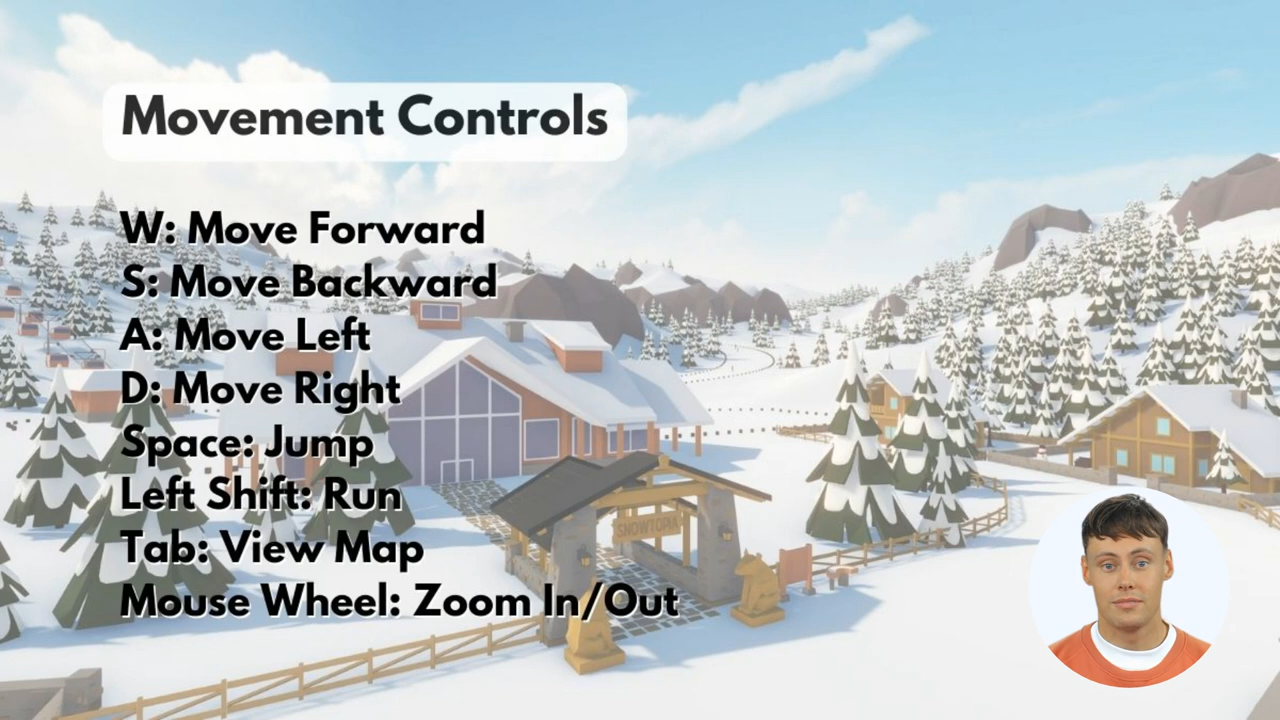 Movement Controls
W: Move Forward
S: Move Backward
A: Move Left
D: Move Right
Space: Jump
Left Shift: Run
Tab: View Map
Mouse Wheel: Zoom In/Out
SNOWTOPIA